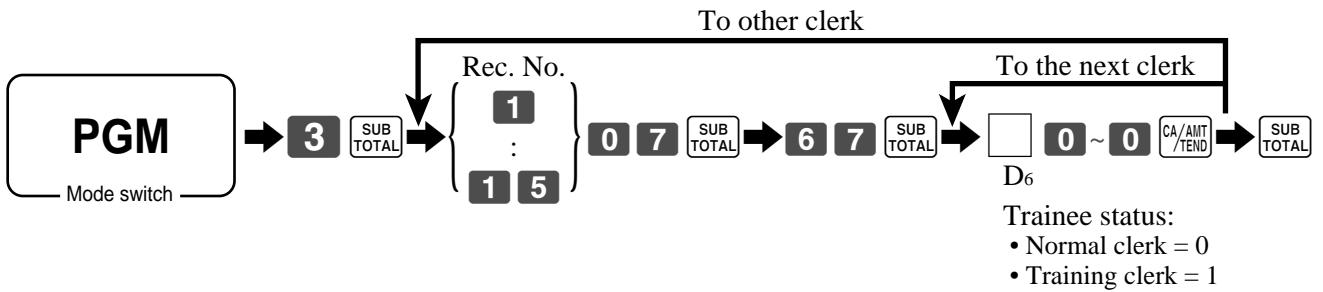 To other clerk
Rec. No.
To the next clerk
PGM
Mode switch
3 SUB TOTAL
1
:
1 5
0 7 SUB TOTAL
6 7 SUB TOTAL
0 ~ 0 CA/AMT /TEND
SUB TOTAL
D6
Trainee status:
• Normal clerk = 0
• Training clerk = 1